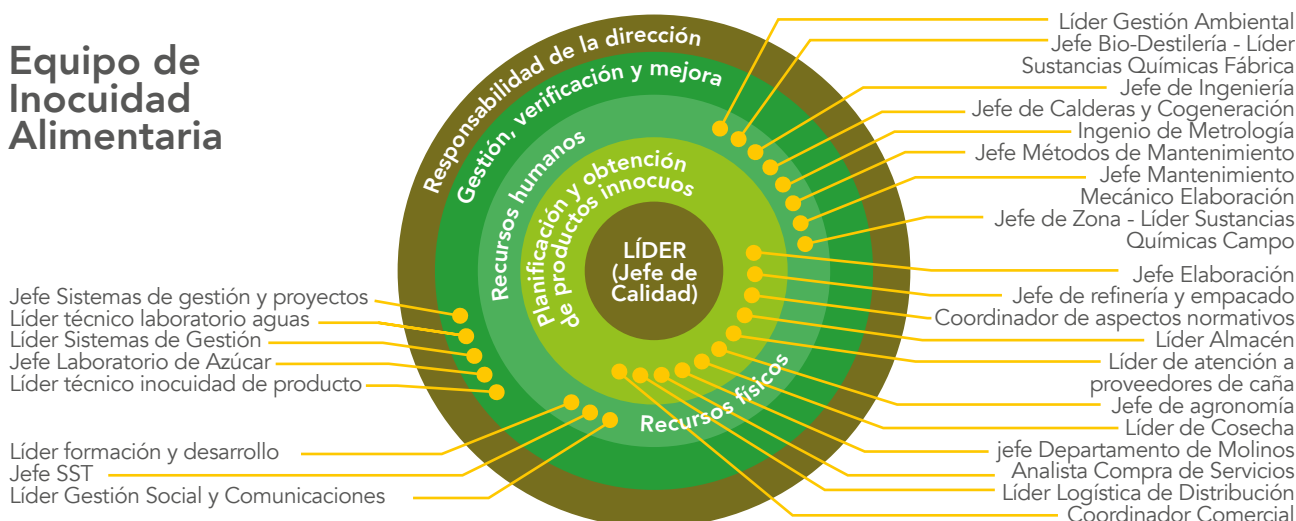 Equipo de
Inocuidad
Alimentaria
Responsabilidad de la dirección
Gestión, verificación y mejora
Recursos humanos
Planificación y obtención
de productos innocuos
LÍDER
(Jefe de
Calidad)
Recursos físicos
Líder Gestión Ambiental
Jefe Bio-Destilería - Líder
Sustancias Químicas Fábrica
Jefe de Ingeniería
Jefe de Calderas y Cogeneración
Ingenio de Metrología
Jefe Métodos de Mantenimiento
Jefe Mantenimiento
Mecánico Elaboración
Jefe de Zona - Líder Sustancias
Químicas Campo
Jefe Elaboración
Jefe de refinería y empacado
Coordinador de aspectos normativos
Líder Almacén
Líder de atención a
proveedores de caña
Jefe de agronomía
Líder de Cosecha
jefe Departamento de Molinos
Analista Compra de Servicios
Líder Logística de Distribución
Coordinador Comercial
Jefe Sistemas de gestión y proyectos
Líder técnico laboratorio aguas
Líder Sistemas de Gestión
Jefe Laboratorio de Azúcar
Líder técnico inocuidad de producto
Líder formación y desarrollo
Jefe SST
Líder Gestión Social y Comunicaciones